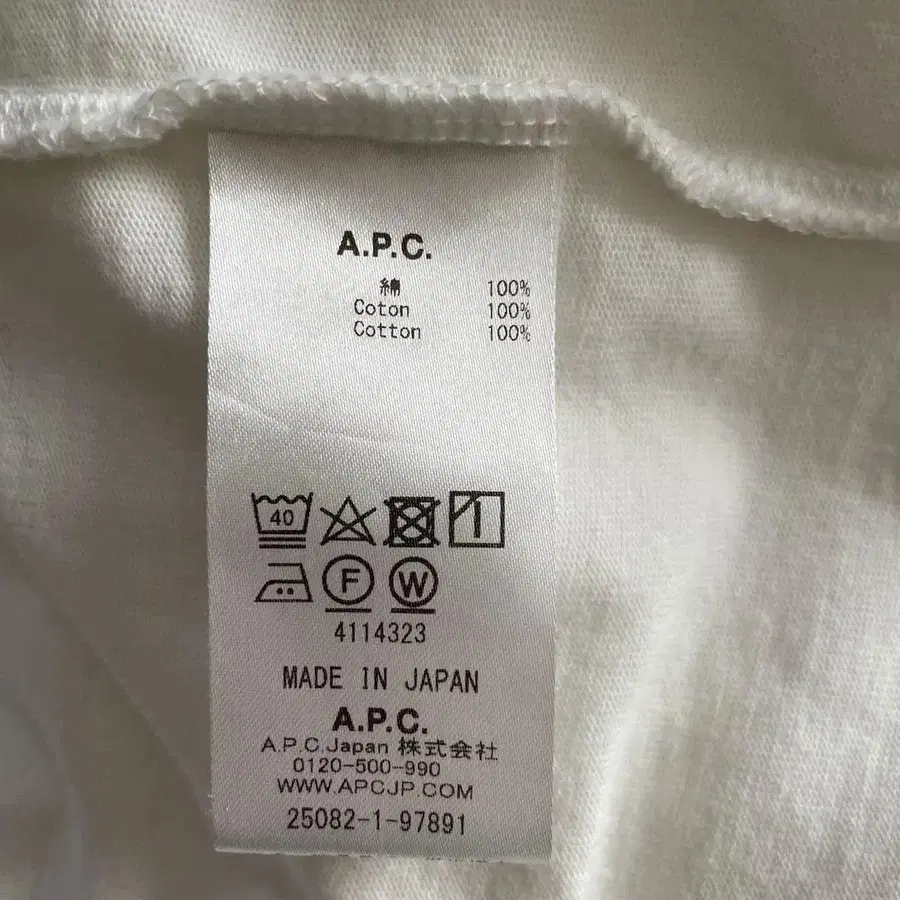 A.P.C.
綿 100%
Coton 100%
Cotton 100%
40
F W
4114323
MADE IN JAPAN
A.P.C.
A.P.C.Japan 株式会社
0120-500-990
WWW.APCJP.COM
25082-1-97891